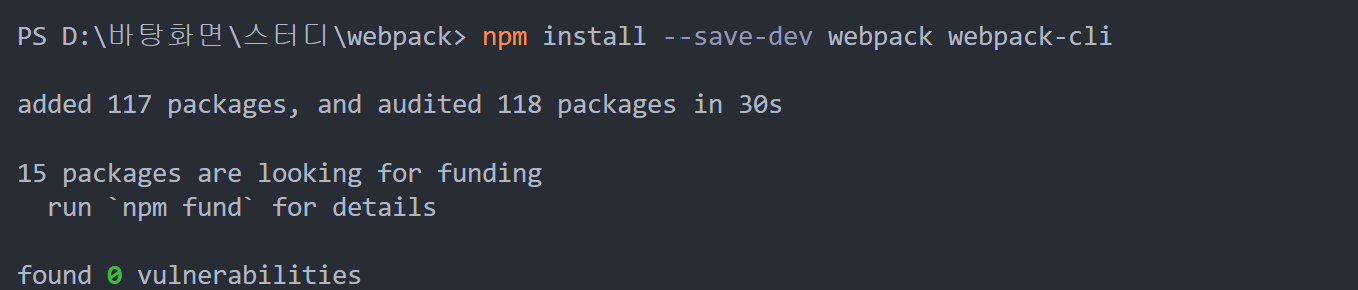 PS D:\바탕화면\스터디\webpack> npm install --save-dev webpack webpack-cli
added 117 packages, and audited 118 packages in 30s
15 packages are looking for funding
run `npm fund` for details
found 0 vulnerabilities